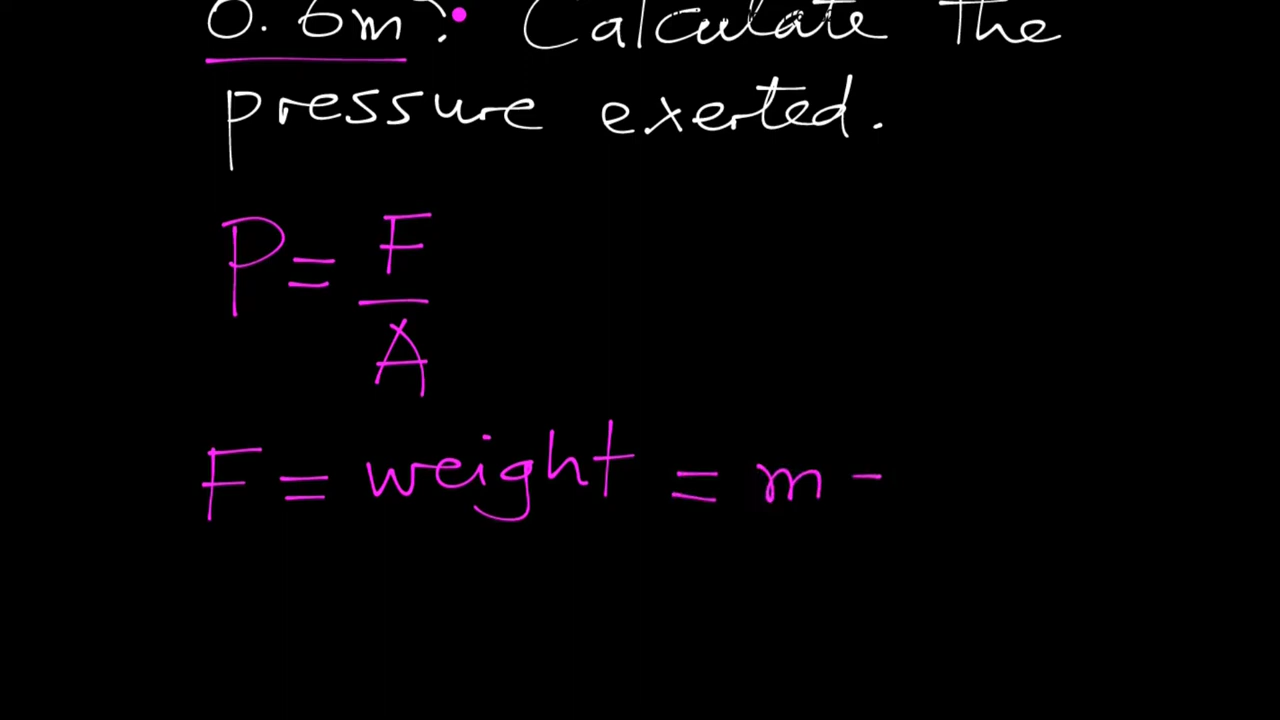 0.6m². Calculate the
pressure exerted.
P = F
A
F = weight = m -